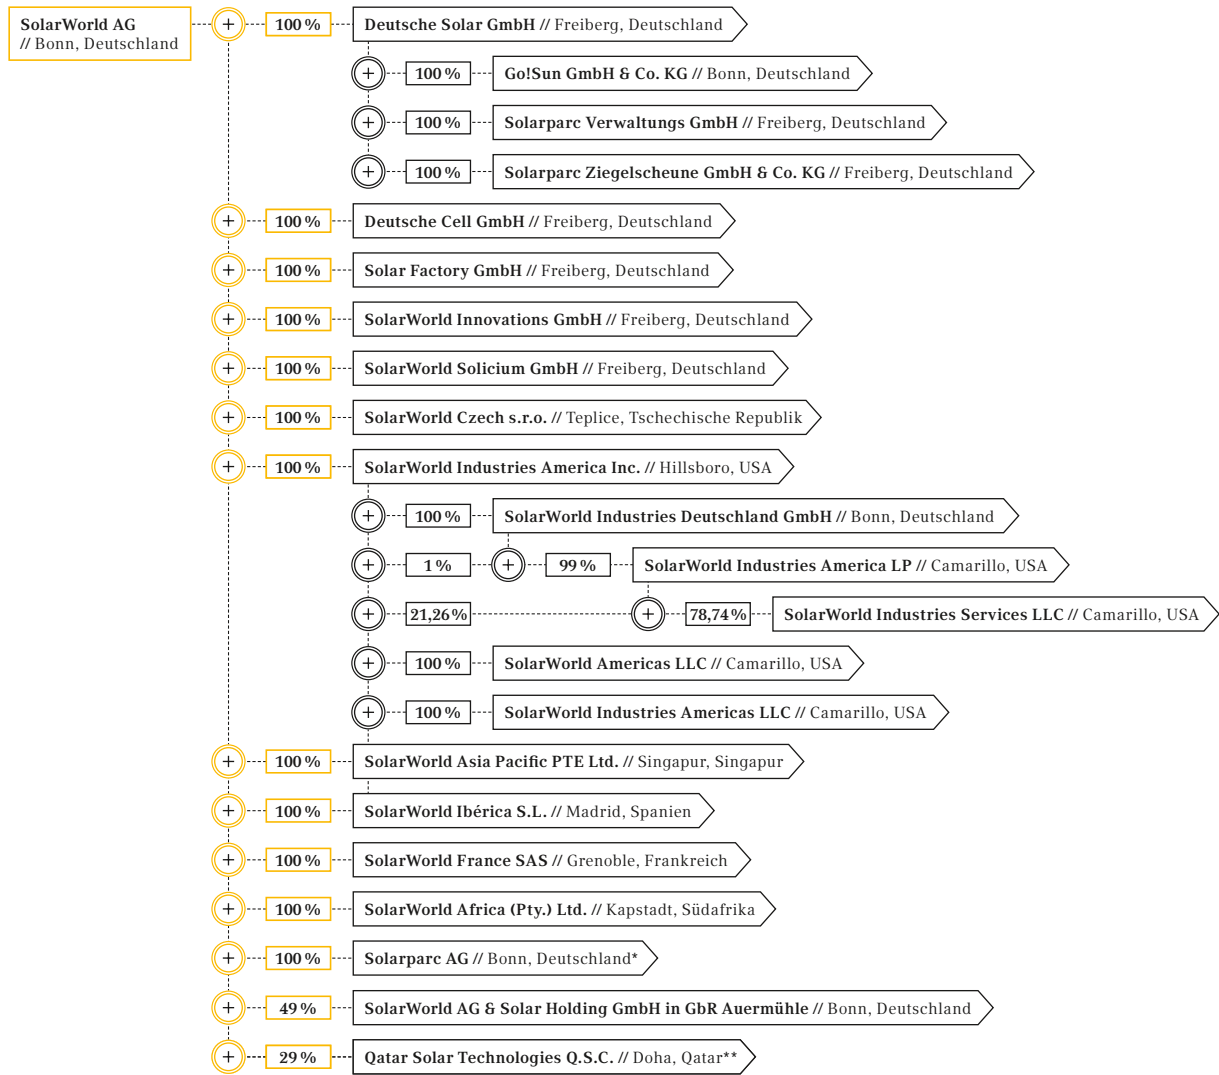 SolarWorld AG
// Bonn, Deutschland
+ 100 % Deutsche Solar GmbH // Freiberg, Deutschland
+ 100 % Go!Sun GmbH & Co. KG // Bonn, Deutschland
+ 100 % Solarparc Verwaltungs GmbH // Freiberg, Deutschland
+ 100 % Solarparc Ziegelscheune GmbH & Co. KG // Freiberg, Deutschland
+ 100 % Deutsche Cell GmbH // Freiberg, Deutschland
+ 100 % Solar Factory GmbH // Freiberg, Deutschland
+ 100 % SolarWorld Innovations GmbH // Freiberg, Deutschland
+ 100 % SolarWorld Solicium GmbH // Freiberg, Deutschland
+ 100 % SolarWorld Czech s.r.o. // Teplice, Tschechische Republik
+ 100 % SolarWorld Industries America Inc. // Hillsboro, USA
+ 100 % SolarWorld Industries Deutschland GmbH // Bonn, Deutschland
+ 1 % + 99 % SolarWorld Industries America LP // Camarillo, USA
+ 21,26 % + 78,74 % SolarWorld Industries Services LLC // Camarillo, USA
+ 100 % SolarWorld Americas LLC // Camarillo, USA
+ 100 % SolarWorld Industries Americas LLC // Camarillo, USA
+ 100 % SolarWorld Asia Pacific PTE Ltd. // Singapur, Singapur
+ 100 % SolarWorld Ibérica S.L. // Madrid, Spanien
+ 100 % SolarWorld France SAS // Grenoble, Frankreich
+ 100 % SolarWorld Africa (Pty.) Ltd. // Kapstadt, Südafrika
+ 100 % Solarparc AG // Bonn, Deutschland*
+ 49 % SolarWorld AG & Solar Holding GmbH in GbR Auermühle // Bonn, Deutschland
+ 29 % Qatar Solar Technologies Q.S.C. // Doha, Qatar**